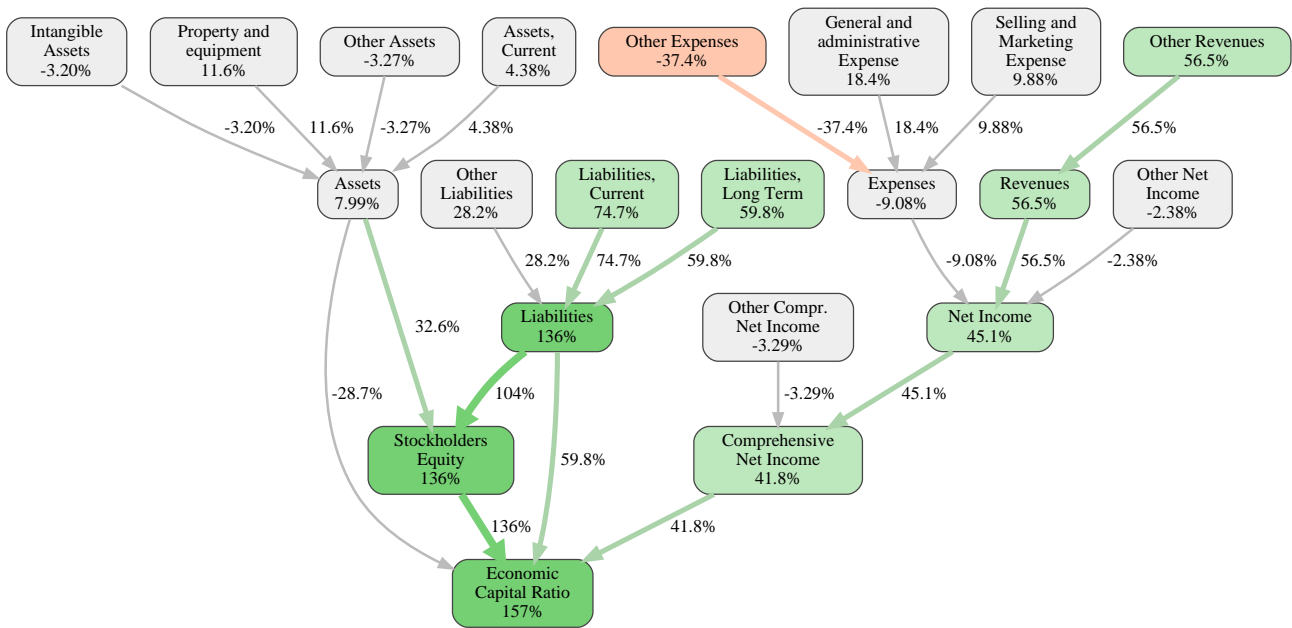 Intangible
Assets
-3.20%
Property and
equipment
11.6%
Other Assets
-3.27%
Assets,
Current
4.38%
Other Expenses
-37.4%
General and
administrative
Expense
18.4%
Selling and
Marketing
Expense
9.88%
Other Revenues
56.5%
-3.20%
11.6%
-3.27%
4.38%
-37.4%
18.4%
9.88%
56.5%
Assets
7.99%
Other
Liabilities
28.2%
Liabilities,
Current
74.7%
Liabilities,
Long Term
59.8%
Expenses
-9.08%
Revenues
56.5%
Other Net
Income
-2.38%
28.2%
74.7%
59.8%
-9.08%
56.5%
-2.38%
32.6%
Liabilities
136%
Other Compr.
Net Income
-3.29%
Net Income
45.1%
-28.7%
104%
-3.29%
45.1%
Stockholders
Equity
136%
59.8%
Comprehensive
Net Income
41.8%
136%
41.8%
Economic
Capital Ratio
157%